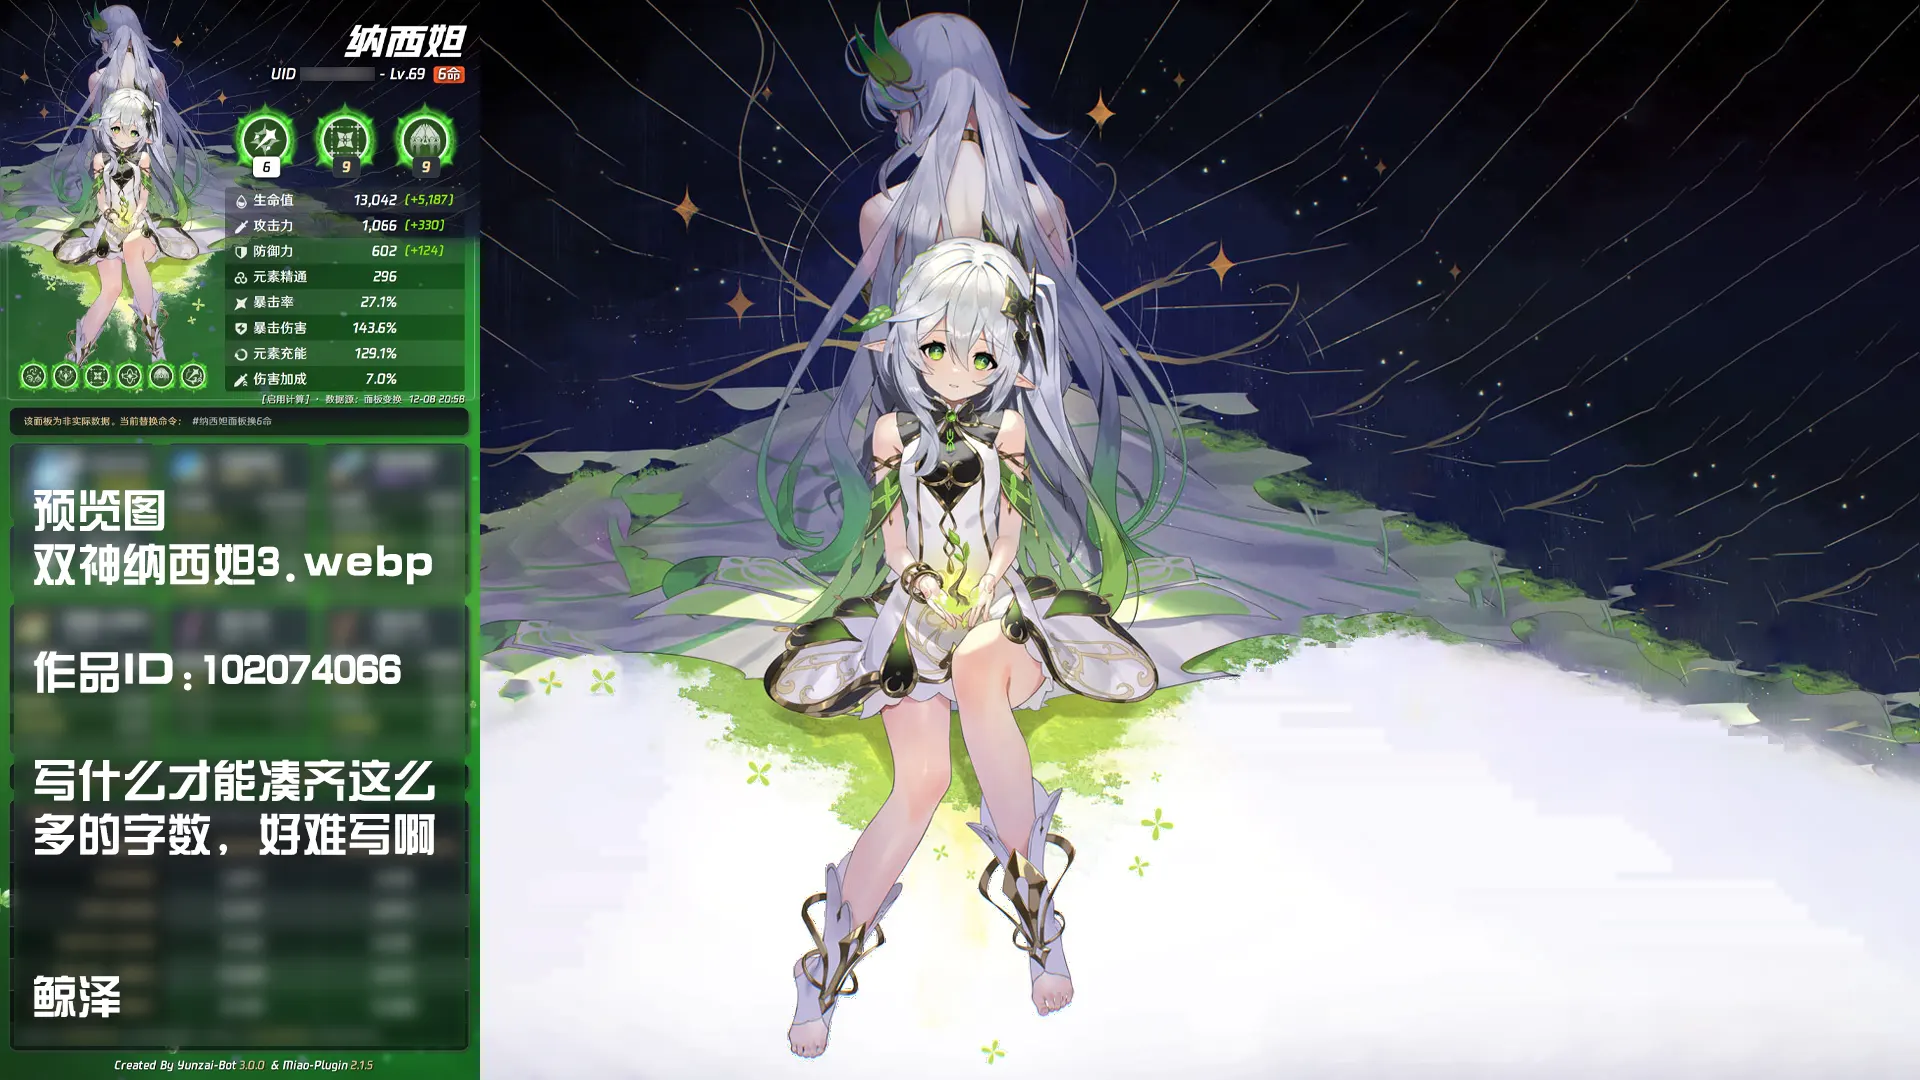 纳西妲
UID - Lv.69 6命
6 9 9
生命值 13,042 (+5,187)
攻击力 1,066 (+330)
防御力 602 (+124)
元素精通 296
暴击率 27.1%
暴击伤害 143.6%
元素充能 129.1%
伤害加成 7.0%
[启用计算] · 数据源：面板变换 12-08 20:58
该面板为非实际数据。当前替换命令： #纳西妲面板换6命
预览图
双神纳西妲3.webp
作品ID:102074066
写什么才能凑齐这么
多的字数，好难写啊
鲸泽
Created By Yunzai-Bot 3.0.0 & Miao-Plugin 2.1.5